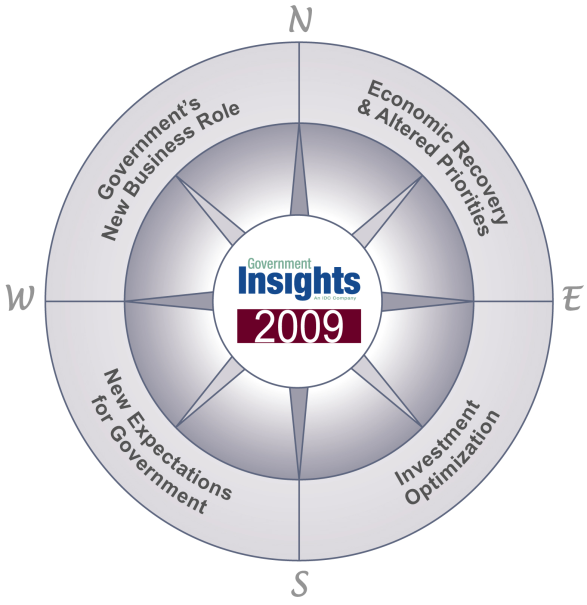 N
Government's
New Business Role
Economic Recovery
& Altered Priorities
W
Government
Insights
An IDC Company
2009
E
New Expectations
for Government
Investment
Optimization
S